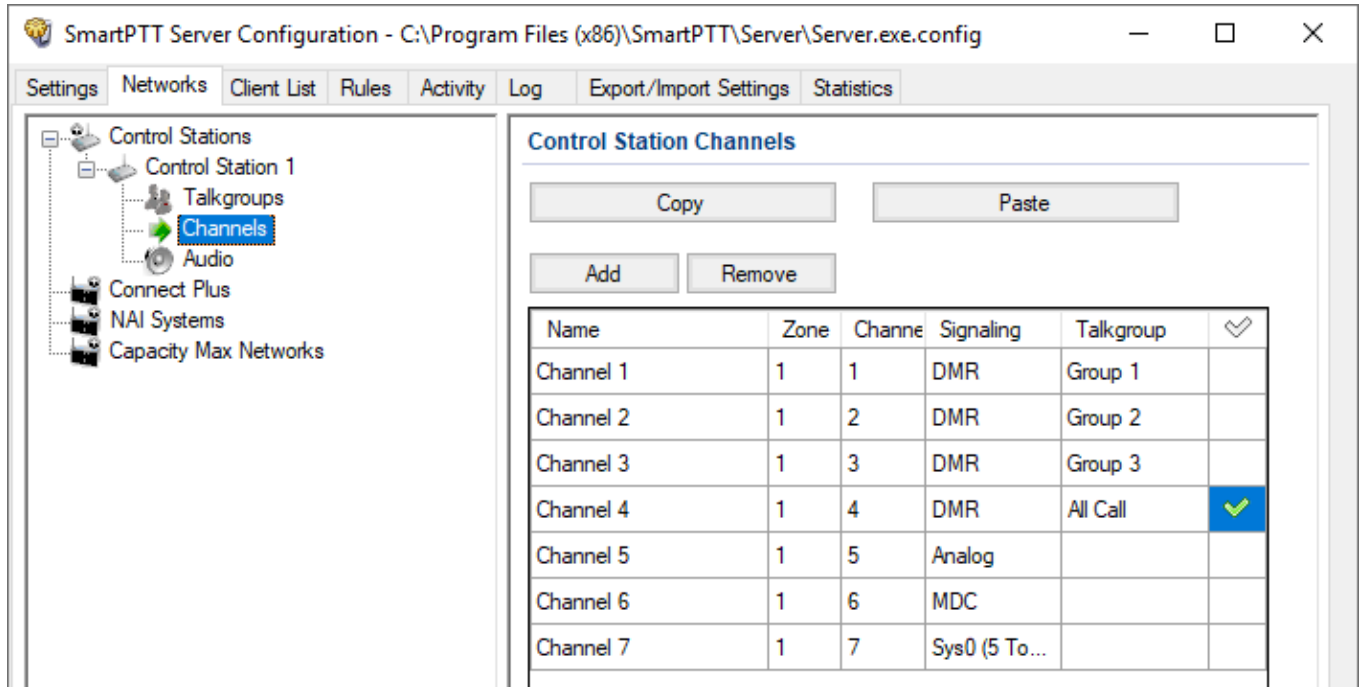 SmartPTT Server Configuration - C:\Program Files (x86)\SmartPTT\Server\Server.exe.config
Settings Networks Client List Rules Activity Log Export/Import Settings Statistics
Control Stations
Control Station 1
Talkgroups
Channels
Audio
Connect Plus
NAI Systems
Capacity Max Networks
Control Station Channels
Copy Paste
Add Remove
Name Zone Channe Signaling Talkgroup
Channel 1 1 1 DMR Group 1
Channel 2 1 2 DMR Group 2
Channel 3 1 3 DMR Group 3
Channel 4 1 4 DMR All Call
Channel 5 1 5 Analog
Channel 6 1 6 MDC
Channel 7 1 7 Sys0 (5 To...